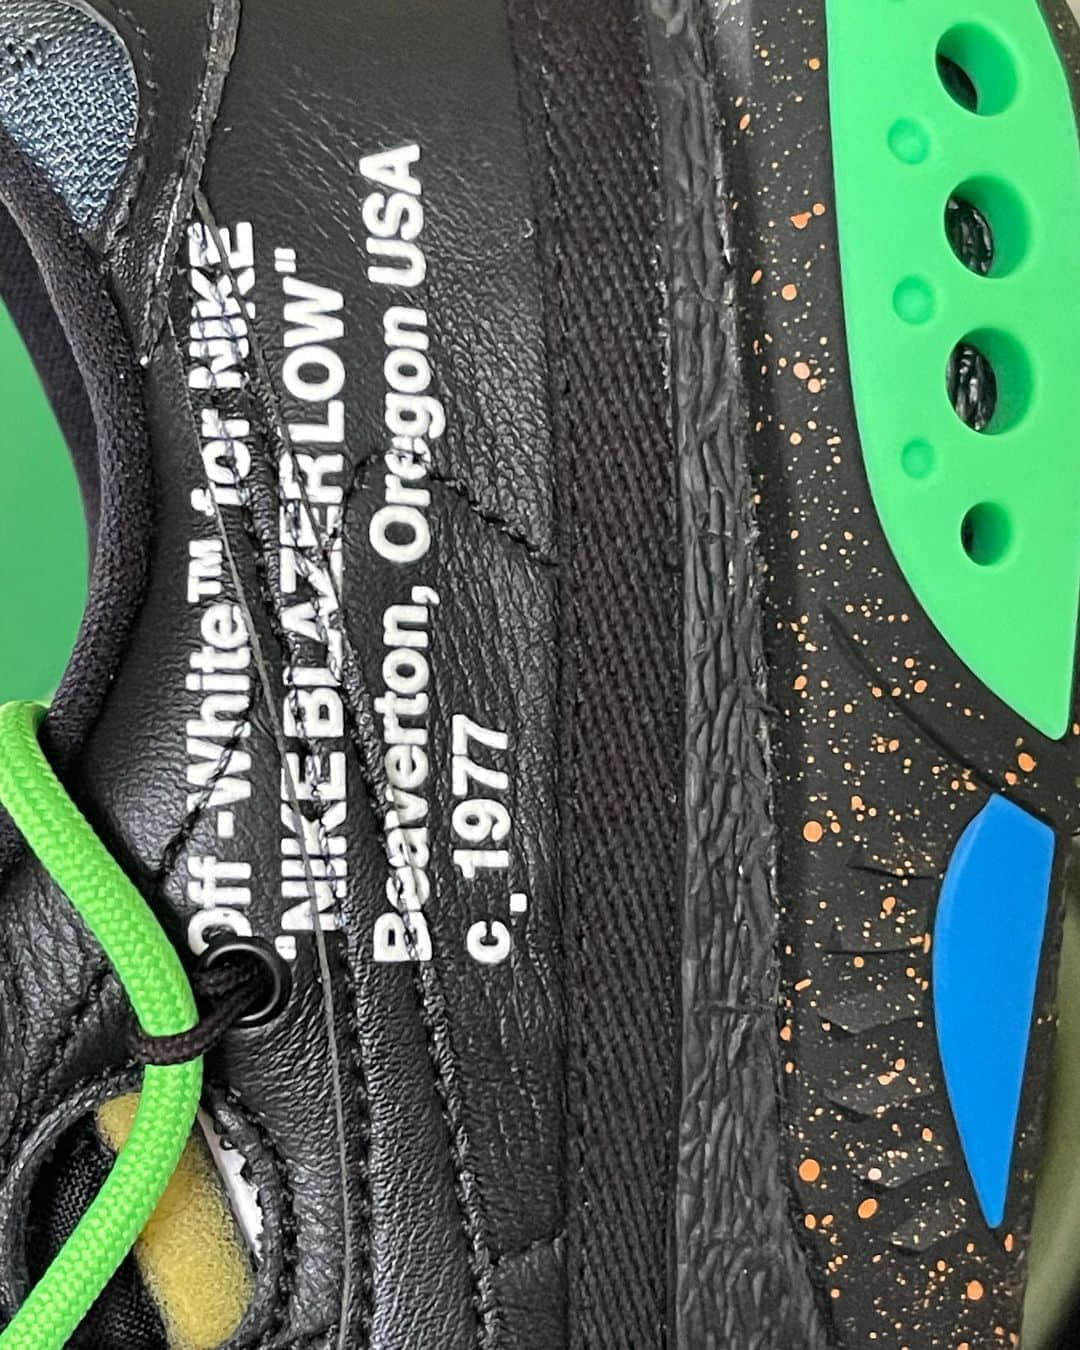 Off -White™ for NIKE
"NIKE BLAZER LOW"
Beaverton, Oregon USA
c . 1977